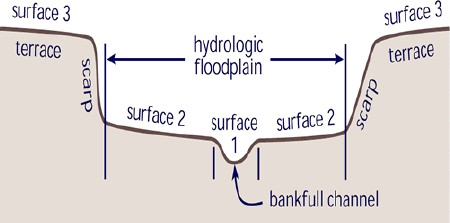 surface 3
terrace
scarp
hydrologic
floodplain
surface 2
surface
1
surface 2
surface 3
terrace
scarp
bankfull channel